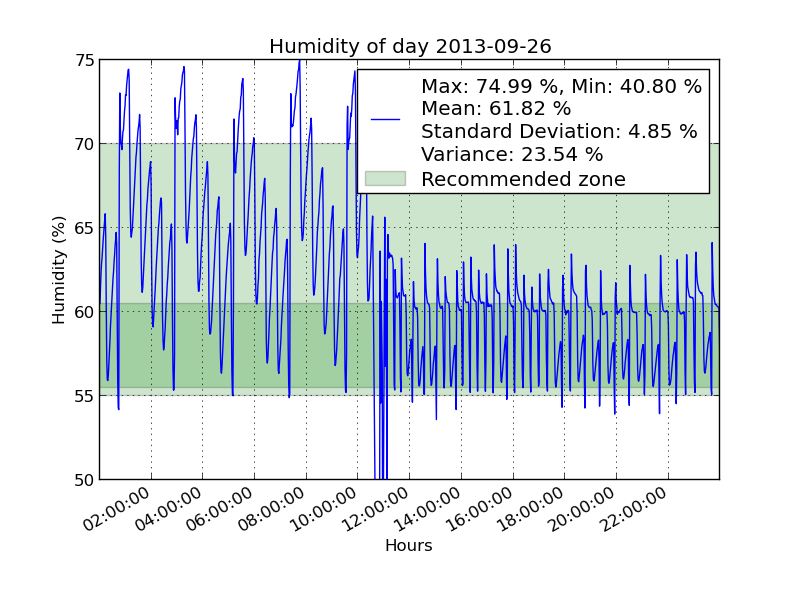 Humidity of day 2013-09-26
Max: 74.99 %, Min: 40.80 %
Mean: 61.82 %
Standard Deviation: 4.85 %
Variance: 23.54 %
Recommended zone
Humidity (%)
75
70
65
60
55
50
02:00:00
04:00:00
06:00:00
08:00:00
10:00:00
12:00:00
14:00:00
16:00:00
18:00:00
20:00:00
22:00:00
Hours